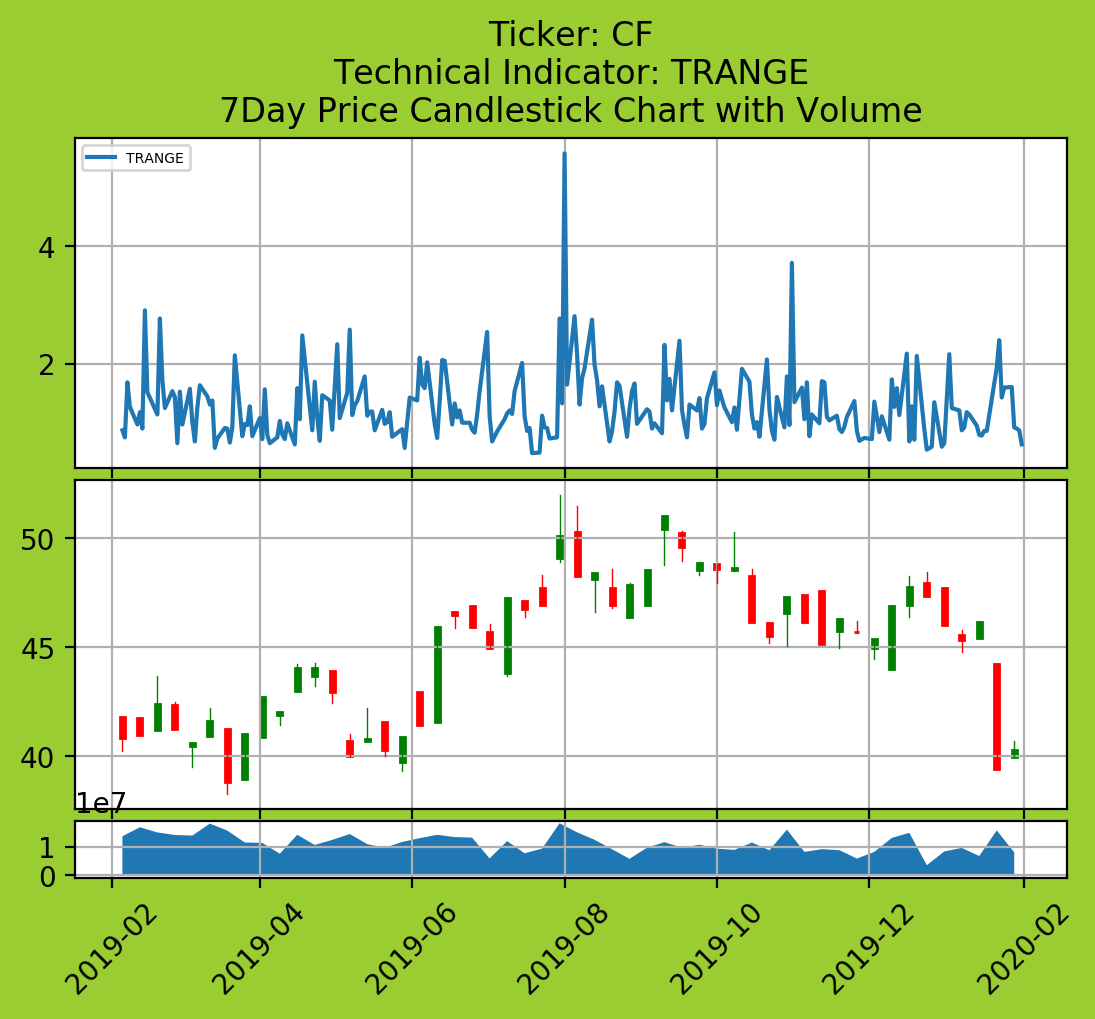 Ticker: CF
Technical Indicator: TRANGE
7Day Price Candlestick Chart with Volume
TRANGE
4
2
50
45
40
1e7
1
0
2019-02
2019-04
2019-06
2019-08
2019-10
2019-12
2020-02